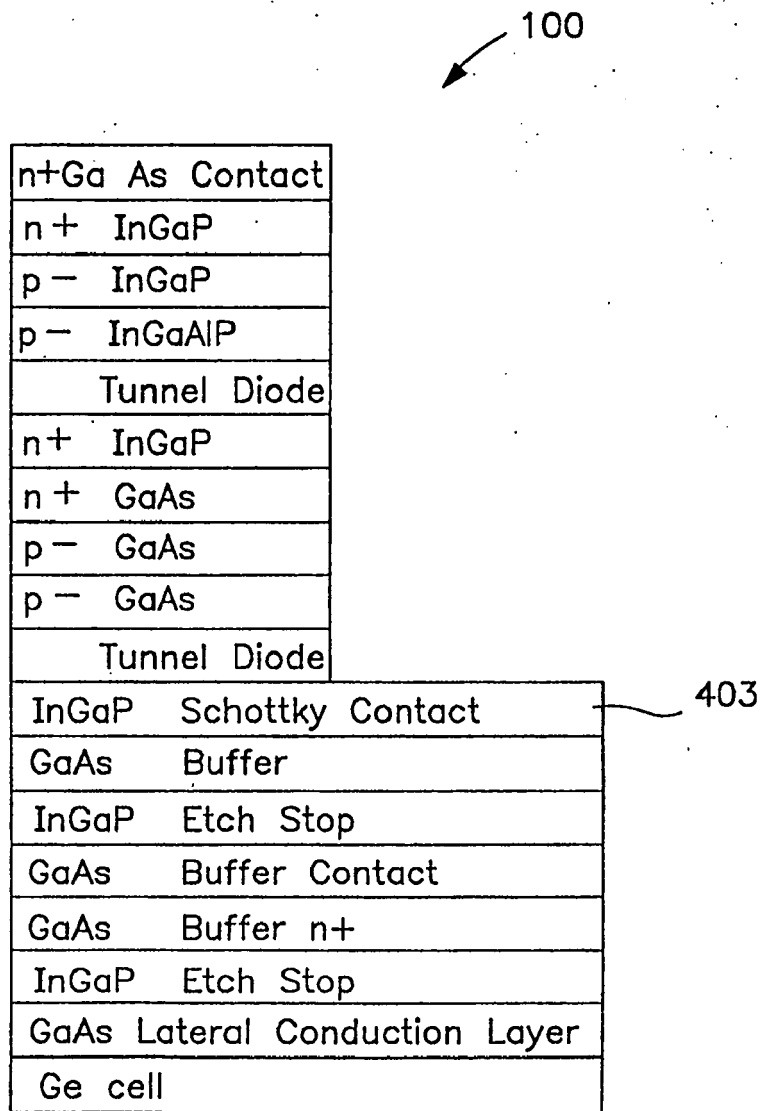 100
n+Ga As Contact
n+ InGaP
p- InGaP
p- InGaAlP
Tunnel Diode
n+ InGaP
n+ GaAs
p- GaAs
p- GaAs
Tunnel Diode
InGaP Schottky Contact
403
GaAs Buffer
InGaP Etch Stop
GaAs Buffer Contact
GaAs Buffer n+
InGaP Etch Stop
GaAs Lateral Conduction Layer
Ge cell